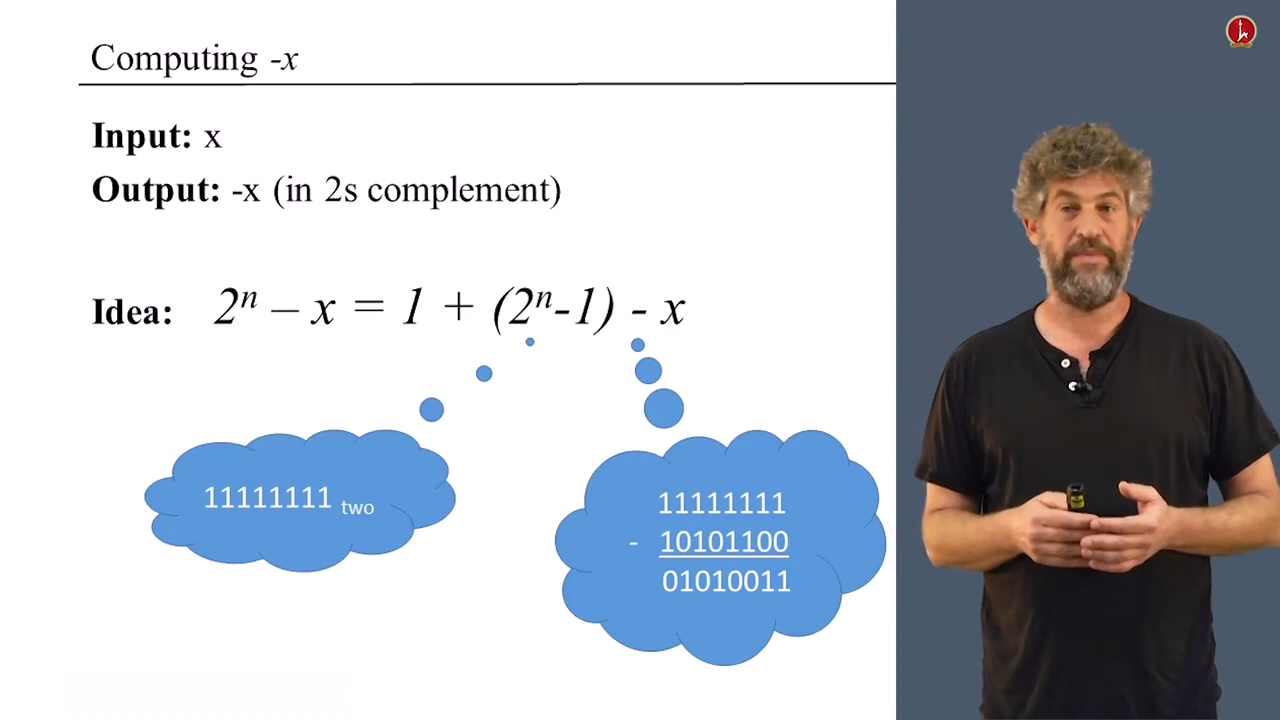 Computing -x
Input: x
Output: -x (in 2s complement)
Idea: 2ⁿ – x = 1 + (2ⁿ-1) - x
11111111 two
11111111
- 10101100
01010011